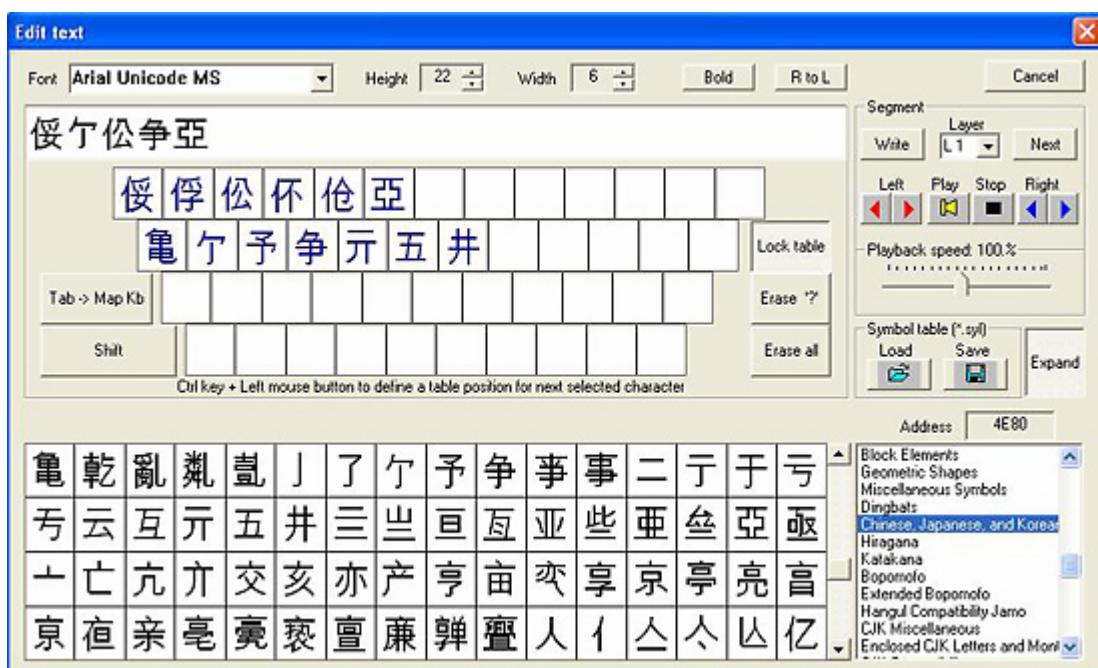 Edit text
Font Arial Unicode MS Height 22 Width 6 Bold R to L Cancel
俀亇伀争亞
俀 俘 伀 伓 伧 亞
亀 亇 予 争 亓 五 井 Lock table
Tab -> Map Kb Erase '?'
Shift Erase all
Ctrl key + Left mouse button to define a table position for next selected character
Segment
Layer
Write L 1 Next
Left Play Stop Right
Playback speed: 100.%
Symbol table (*.syl)
Load Save Expand
Address 4E80
亀 乾 亂 亃 亄 亅 了 亇 予 争 亊 事 二 亍 于 亏
亐 云 互 亓 五 井 亖 亗 亘 亙 亚 些 亜 亝 亞 亟
亠 亡 亢 亣 交 亥 亦 产 亨 亩 亪 享 京 亭 亮 亯
亰 亱 亲 亳 亴 亵 亶 亷 亸 亹 人 亻 亼 亽 亾 亿
Block Elements
Geometric Shapes
Miscellaneous Symbols
Dingbats
Chinese, Japanese, and Korean
Hiragana
Katakana
Bopomofo
Extended Bopomofo
Hangul Compatibility Jamo
CJK Miscellaneous
Enclosed CJK Letters and Mont